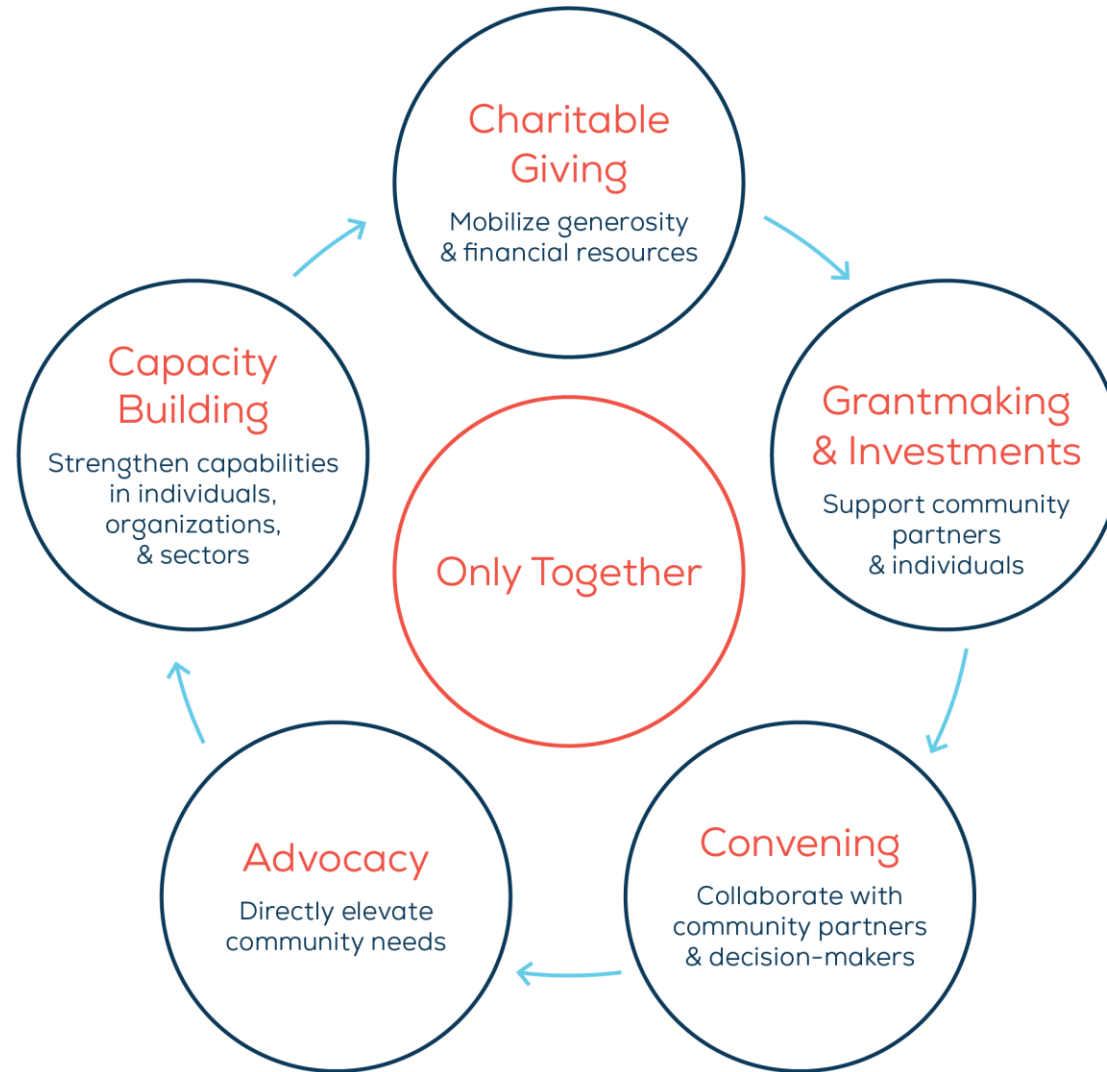 Charitable
Giving
Mobilize generosity
& financial resources
Grantmaking
& Investments
Support community
partners
& individuals
Convening
Collaborate with
community partners
& decision-makers
Advocacy
Directly elevate
community needs
Capacity
Building
Strengthen capabilities
in individuals,
organizations,
& sectors
Only Together